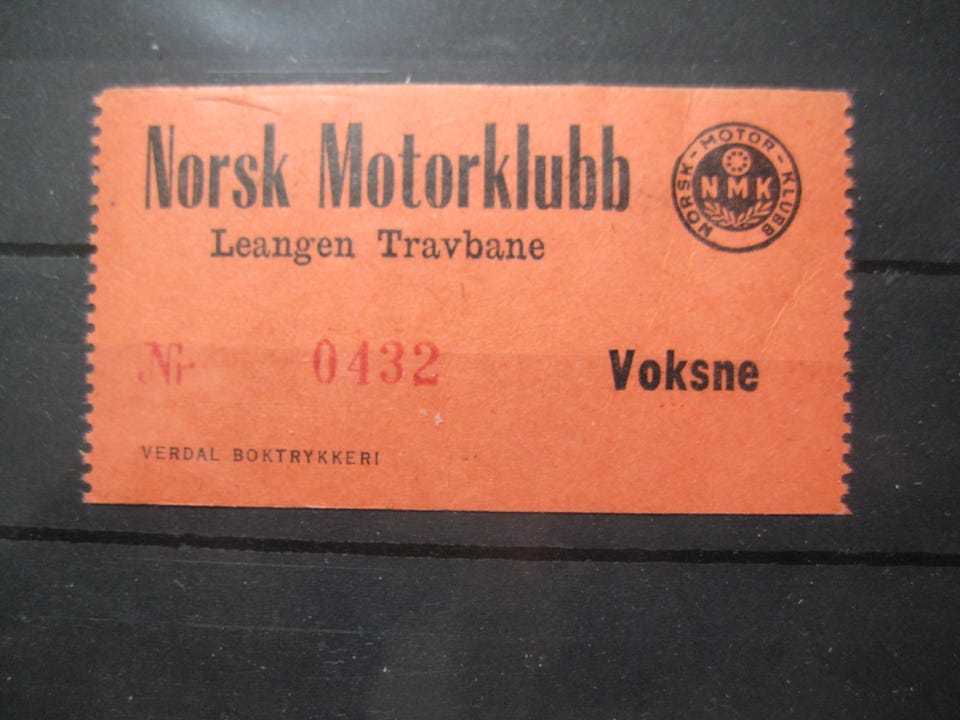 Norsk Motorklubb
NORSK - MOTOR - KLUBB
NMK
Leangen Travbane
Nr 0432
Voksne
VERDAL BOKTRYKKERI